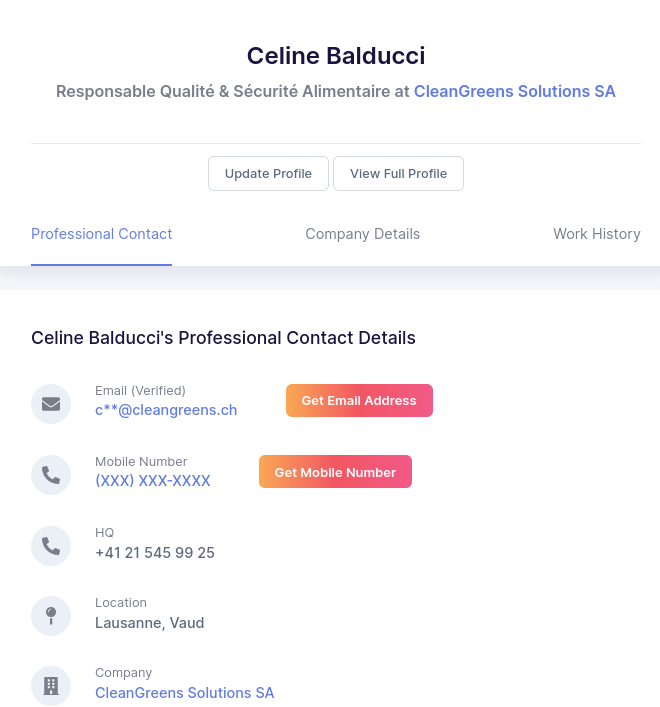 Celine Balducci
Responsable Qualité & Sécurité Alimentaire at CleanGreens Solutions SA
Update Profile
View Full Profile
Professional Contact
Company Details
Work History
Celine Balducci's Professional Contact Details
Email (Verified)
c**@cleangreens.ch
Get Email Address
Mobile Number
(XXX) XXX-XXXX
Get Mobile Number
HQ
+41 21 545 99 25
Location
Lausanne, Vaud
Company
CleanGreens Solutions SA